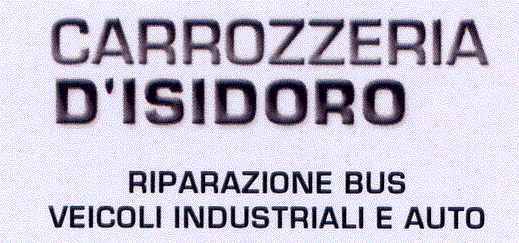 CARROZZERIA
D'ISIDORO
RIPARAZIONE BUS
VEICOLI INDUSTRIALI E AUTO